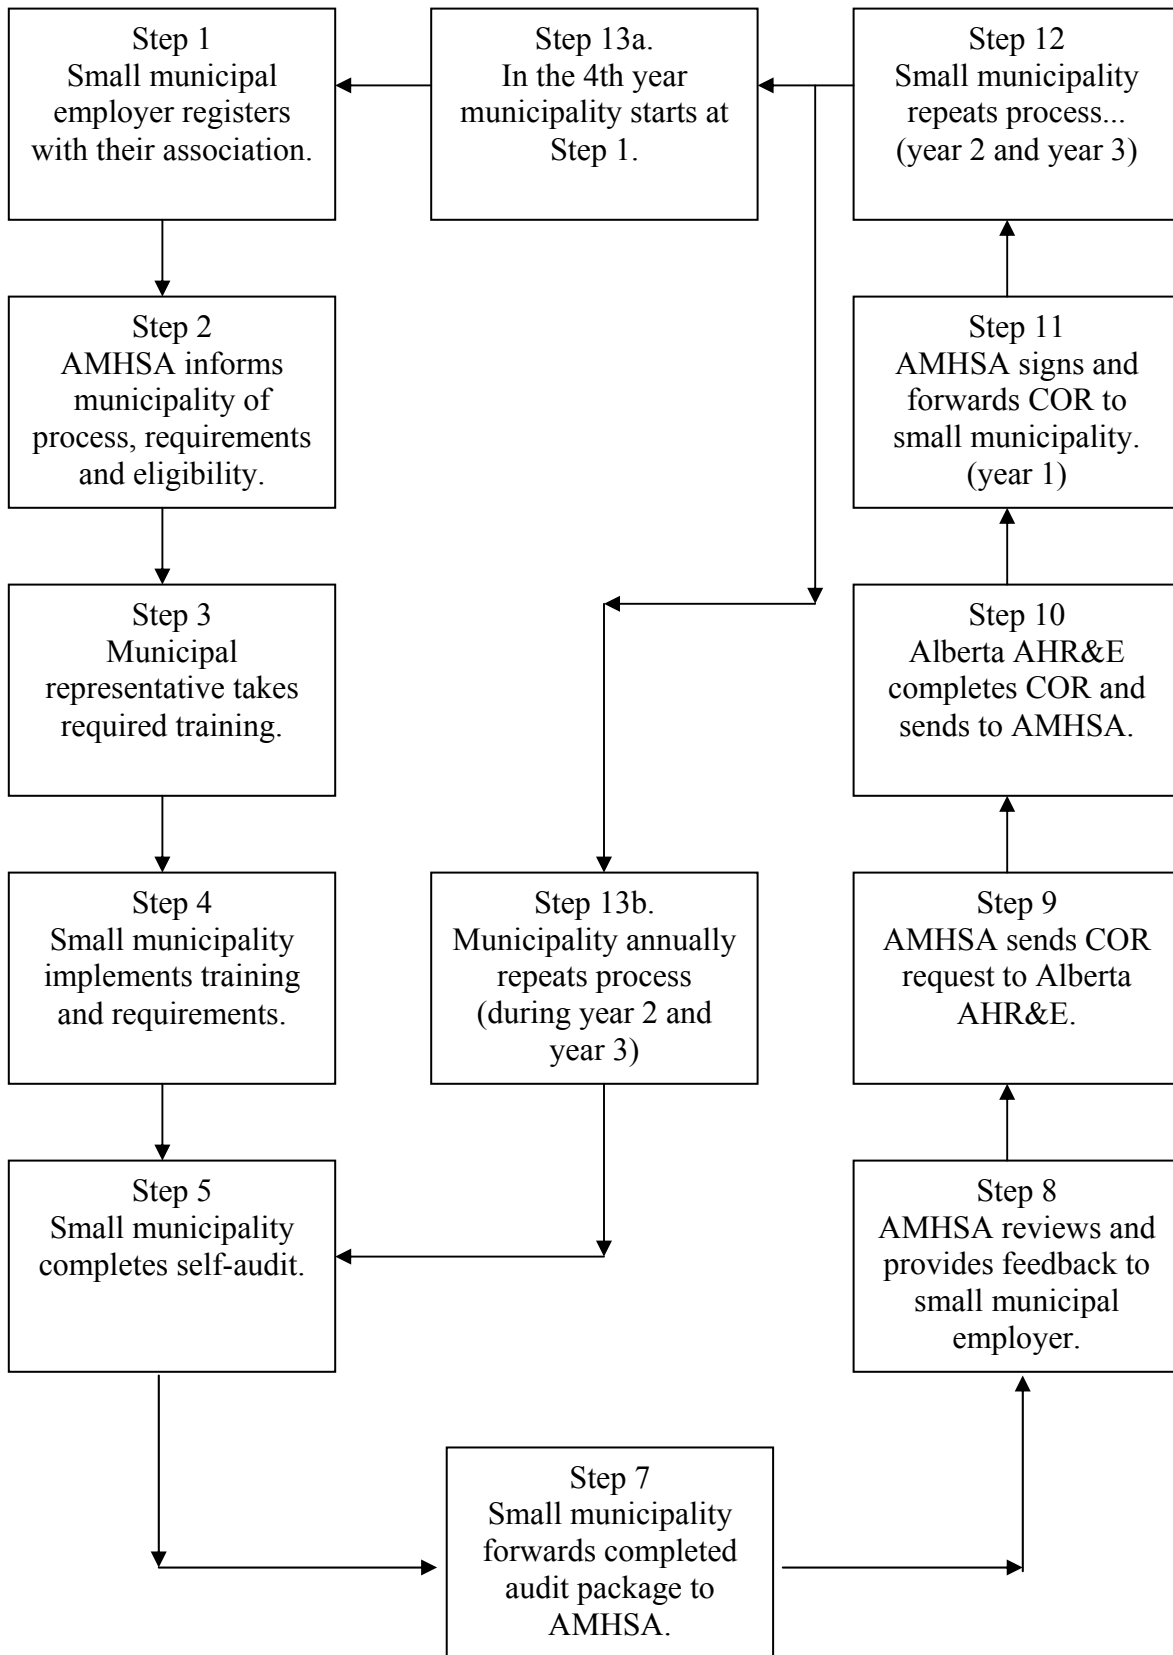 Step 1
Small municipal
employer registers
with their association.
Step 13a.
In the 4th year
municipality starts at
Step 1.
Step 12
Small municipality
repeats process...
(year 2 and year 3)
Step 2
AMHSA informs
municipality of
process, requirements
and eligibility.
Step 11
AMHSA signs and
forwards COR to
small municipality.
(year 1)
Step 3
Municipal
representative takes
required training.
Step 10
Alberta AHR&E
completes COR and
sends to AMHSA.
Step 4
Small municipality
implements training
and requirements.
Step 13b.
Municipality annually
repeats process
(during year 2 and
year 3)
Step 9
AMHSA sends COR
request to Alberta
AHR&E.
Step 5
Small municipality
completes self-audit.
Step 8
AMHSA reviews and
provides feedback to
small municipal
employer.
Step 7
Small municipality
forwards completed
audit package to
AMHSA.